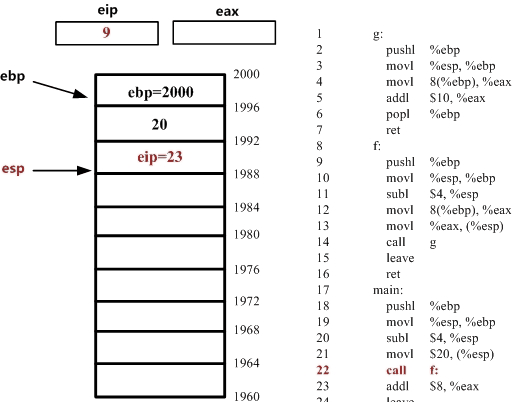 eip eax
9
ebp
esp
2000
ebp=2000
1996
20
1992
eip=23
1988
1984
1980
1976
1972
1968
1964
1960
1 g:
2 pushl %ebp
3 movl %esp, %ebp
4 movl 8(%ebp), %eax
5 addl $10, %eax
6 popl %ebp
7 ret
8 f:
9 pushl %ebp
10 movl %esp, %ebp
11 subl $4, %esp
12 movl 8(%ebp), %eax
13 movl %eax, (%esp)
14 call g
15 leave
16 ret
17 main:
18 pushl %ebp
19 movl %esp, %ebp
20 subl $4, %esp
21 movl $20, (%esp)
22 call f:
23 addl $8, %eax
24 leave